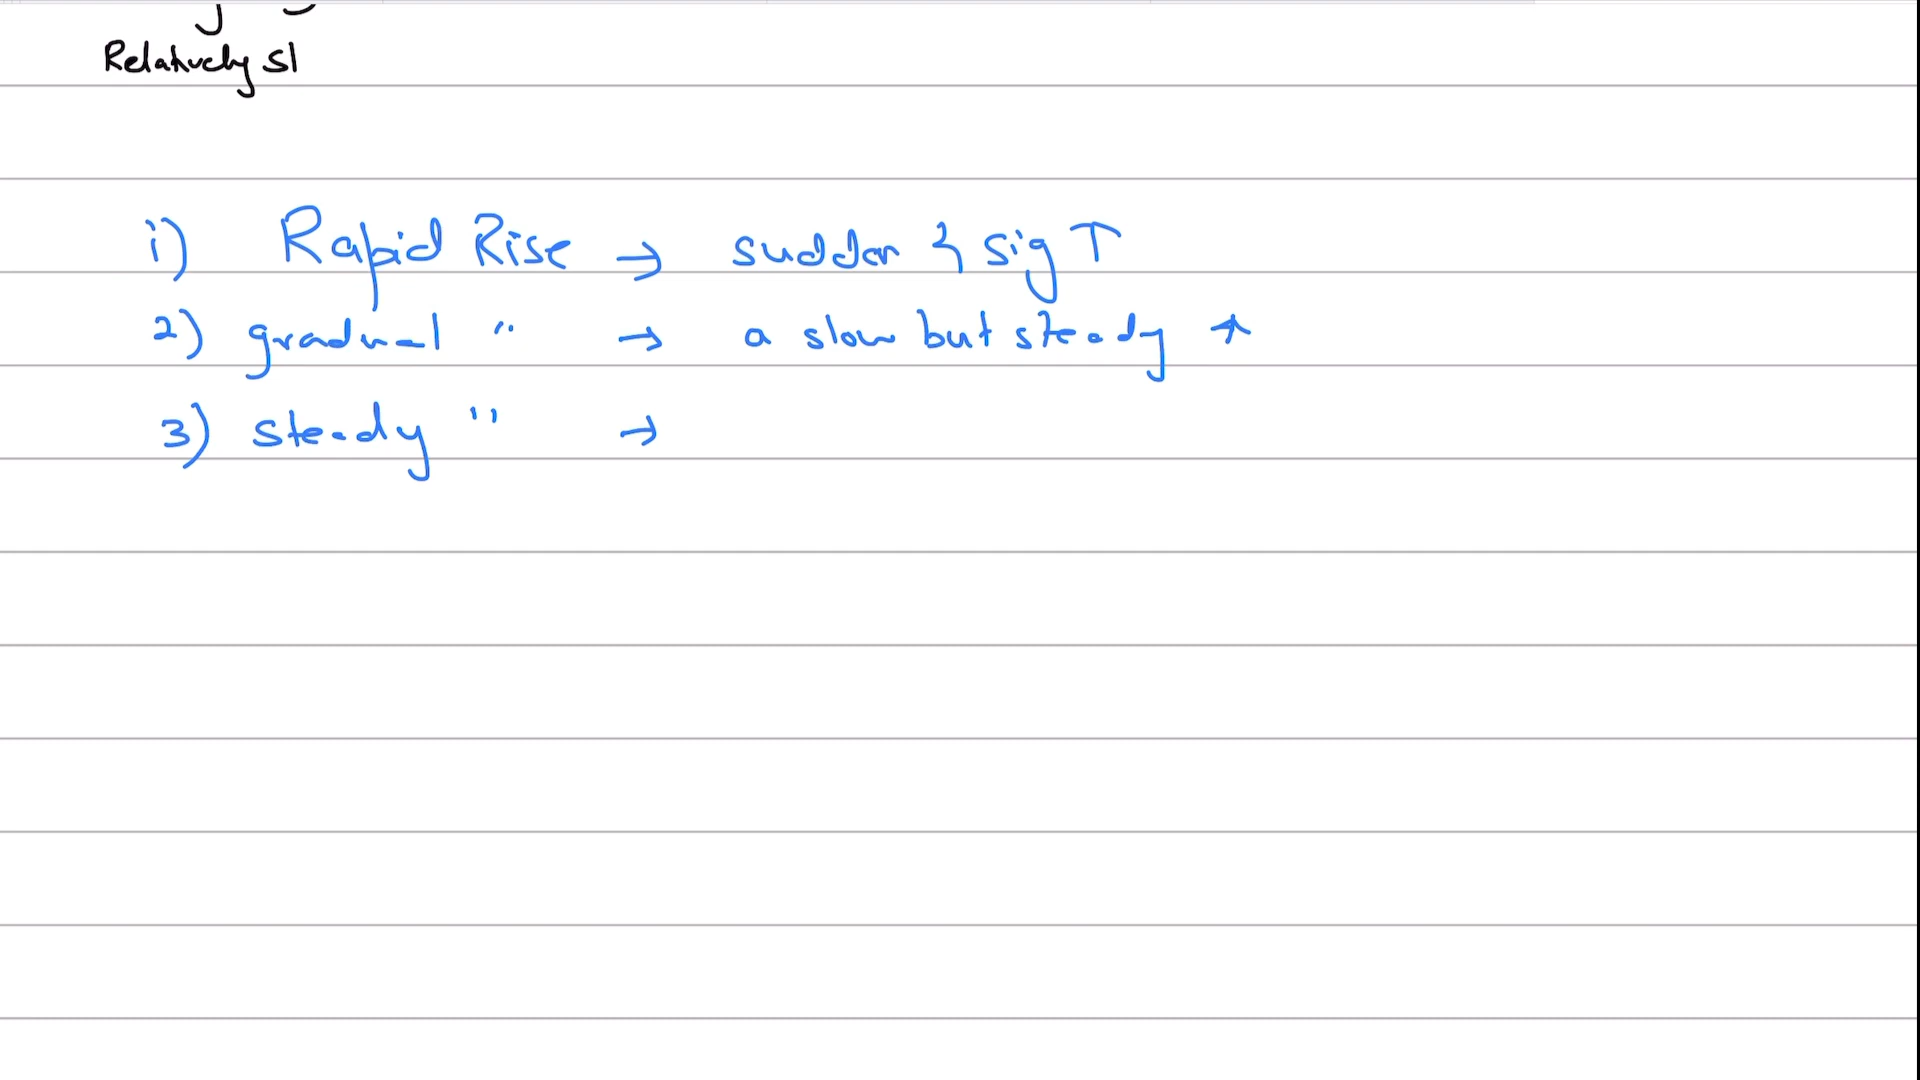 Relatively sl
i) Rapid Rise → sudden & sig ↑
2) gradual " → a slow but steady ↑
3) steady " →